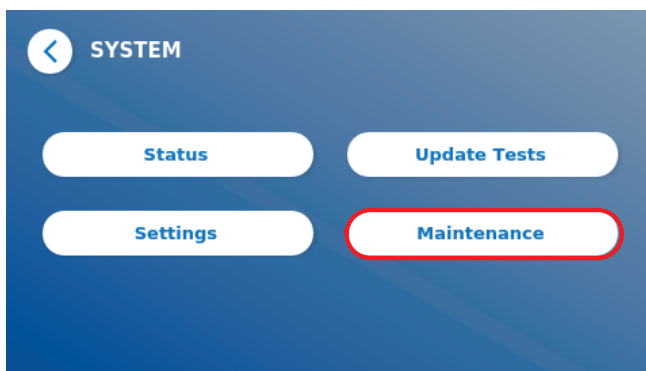 SYSTEM
Status
Update Tests
Settings
Maintenance